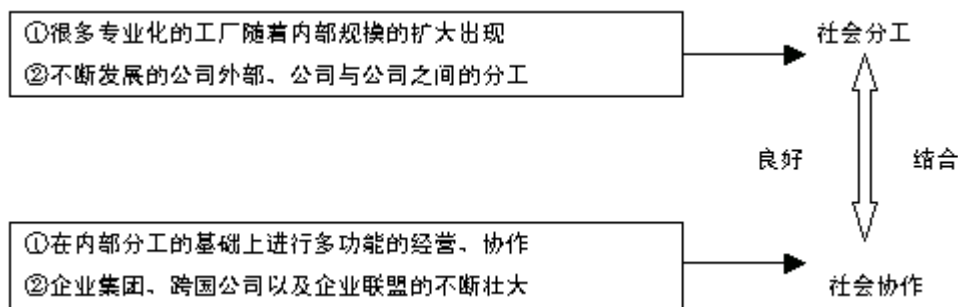 ①很多专业化的工厂随着内部规模的扩大出现
②不断发展的公司外部、公司与公司之间的分工
社会分工
良好
结合
①在内部分工的基础上进行多功能的经营、协作
②企业集团、跨国公司以及企业联盟的不断壮大
社会协作